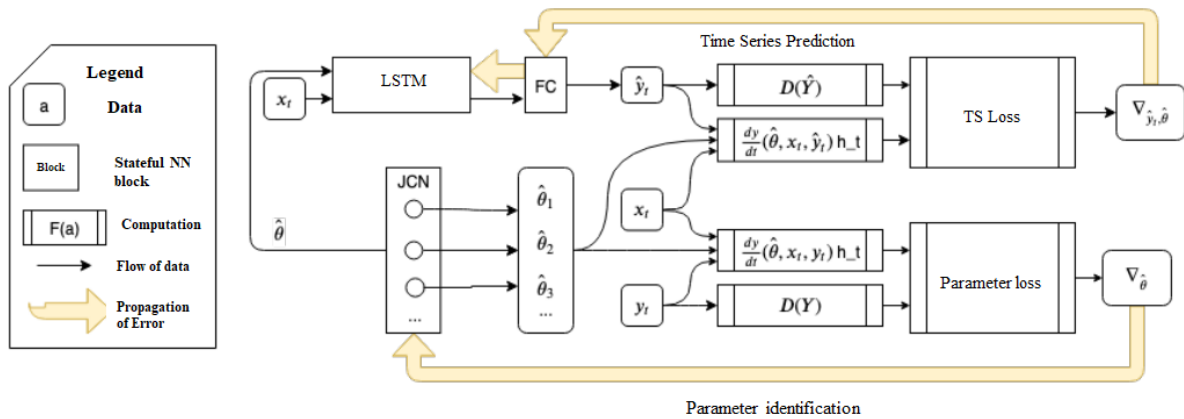 Legend
a
Data
Block
Stateful NN
block
F(a)
Computation
Flow of data
Propagation
of Error
Time Series Prediction
x_t
LSTM
FC
ŷ_t
D(Ŷ)
dy/dt(θ̂, x_t, ŷ_t) h_t
TS Loss
∇_{ŷ_t,θ̂}
θ̂
JCN
...
θ̂_1
θ̂_2
θ̂_3
...
x_t
y_t
dy/dt(θ̂, x_t, y_t) h_t
D(Y)
Parameter loss
∇_θ̂
Parameter identification